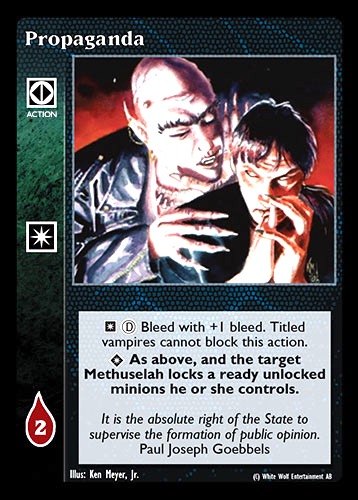 Propaganda
ACTION
Ⓓ Bleed with +1 bleed. Titled
vampires cannot block this action.
As above, and the target
Methuselah locks a ready unlocked
minions he or she controls.
It is the absolute right of the State to
supervise the formation of public opinion.
Paul Joseph Goebbels
2
Illus: Ken Meyer, Jr.
(C) White Wolf Entertainment AB